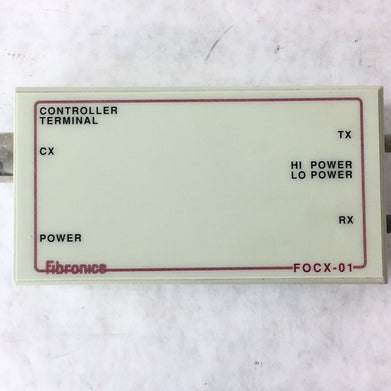 CONTROLLER
TERMINAL
TX
CX
HI POWER
LO POWER
RX
POWER
fibronics
FOCX-01